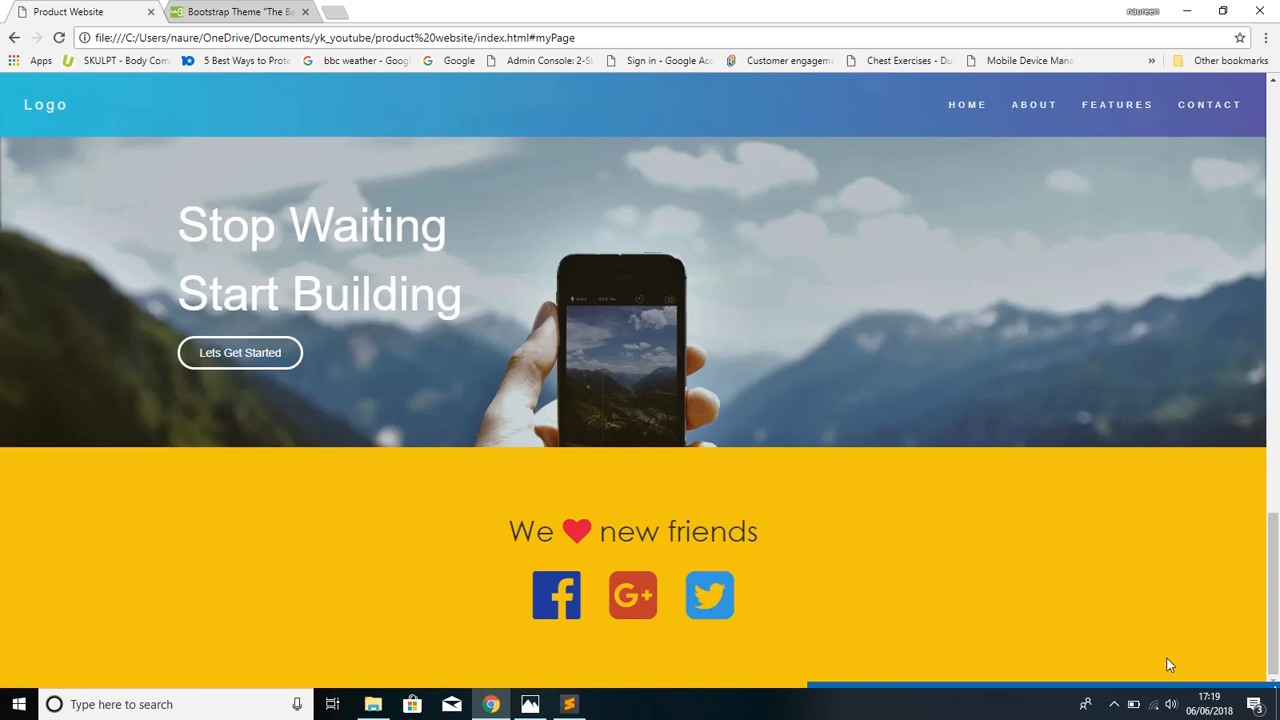 Product Website
Bootstrap Theme "The Ba
naureen
file:///C:/Users/naure/OneDrive/Documents/yk_youtube/product%20website/index.html#myPage
Apps
SKULPT - Body Com
5 Best Ways to Prote
bbc weather - Googl
Google
Admin Console: 2-St
Sign in - Google Acc
Customer engagem
Chest Exercises - Du
Mobile Device Mana
»
Other bookmarks
Logo
HOME ABOUT FEATURES CONTACT
Stop Waiting
Start Building
Lets Get Started
We ❤ new friends
Type here to search
17:19
06/06/2018